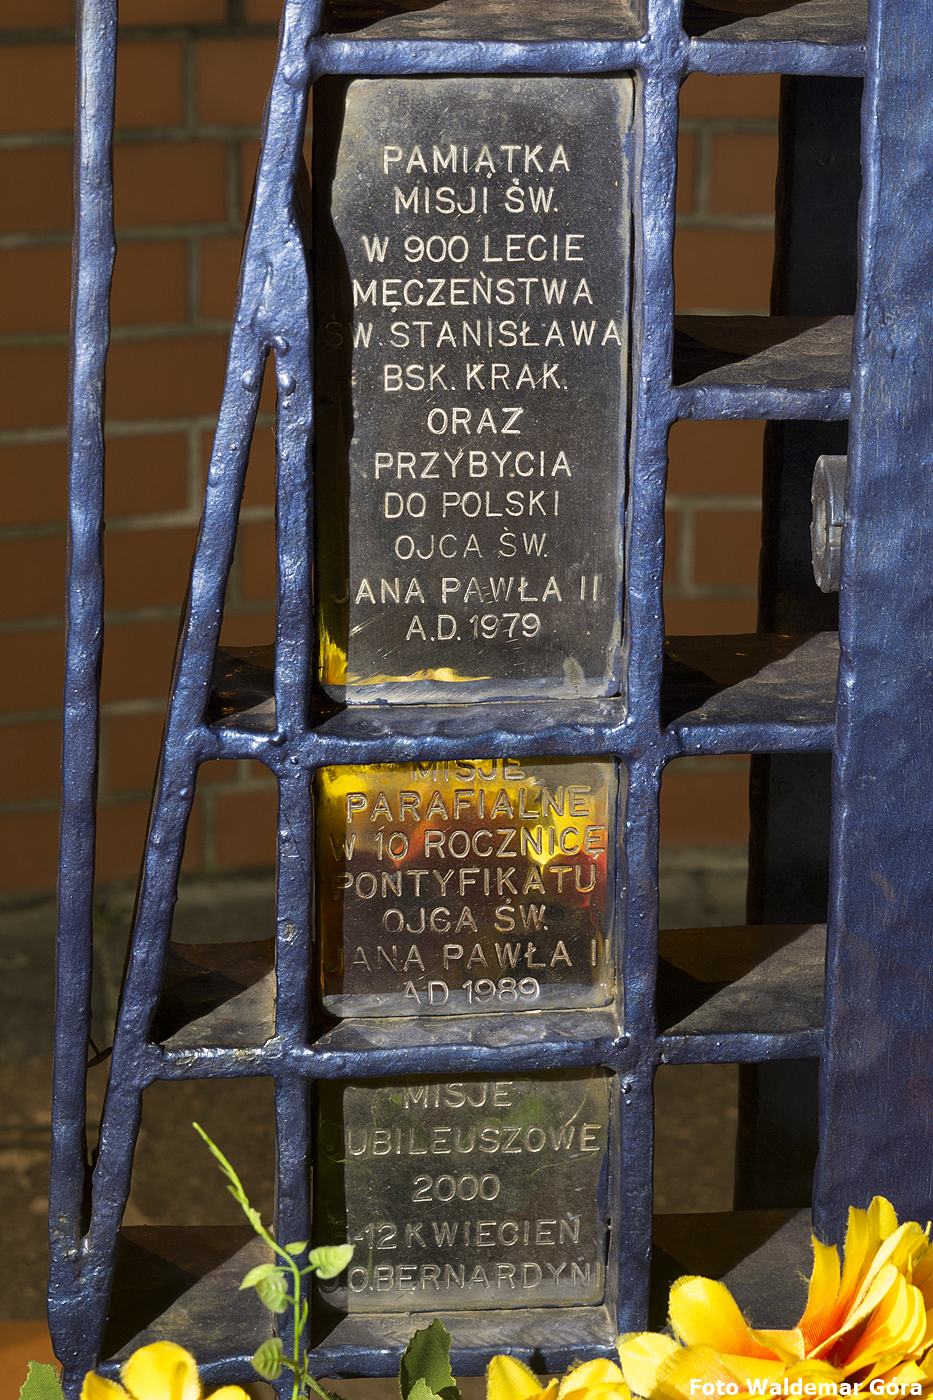 PAMIĄTKA
MISJI ŚW.
W 900 LECIE
MĘCZEŃSTWA
ŚW. STANISŁAWA
BSK. KRAK.
ORAZ
PRZYBYCIA
DO POLSKI
OJCA ŚW.
JANA PAWŁA II
A.D. 1979
MISJE
PARAFIALNE
W 10 ROCZNICĘ
PONTYFIKATU
OJCA ŚW.
JANA PAWŁA II
AD 1989
MISJE
JUBILEUSZOWE
2000
-12 KWIECIEŃ
O.BERNARDYNI
Foto Waldemar Góra